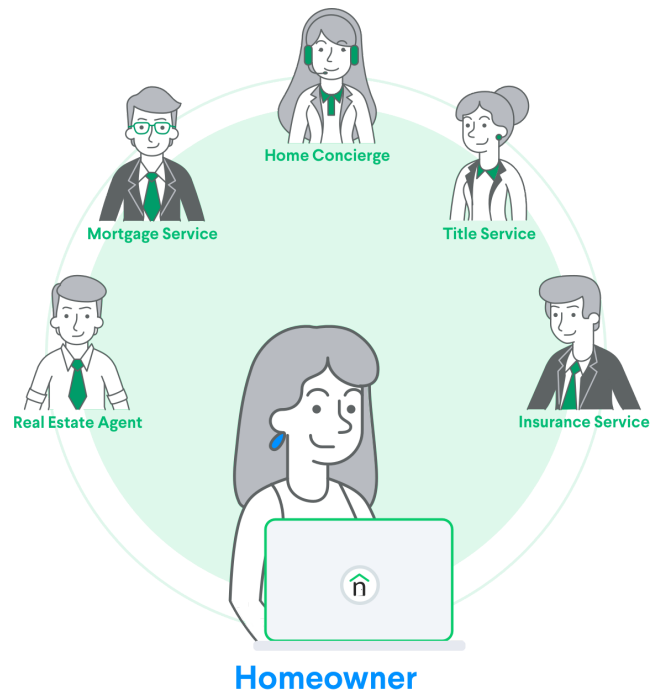 Home Concierge
Mortgage Service
Title Service
Real Estate Agent
Insurance Service
n
Homeowner